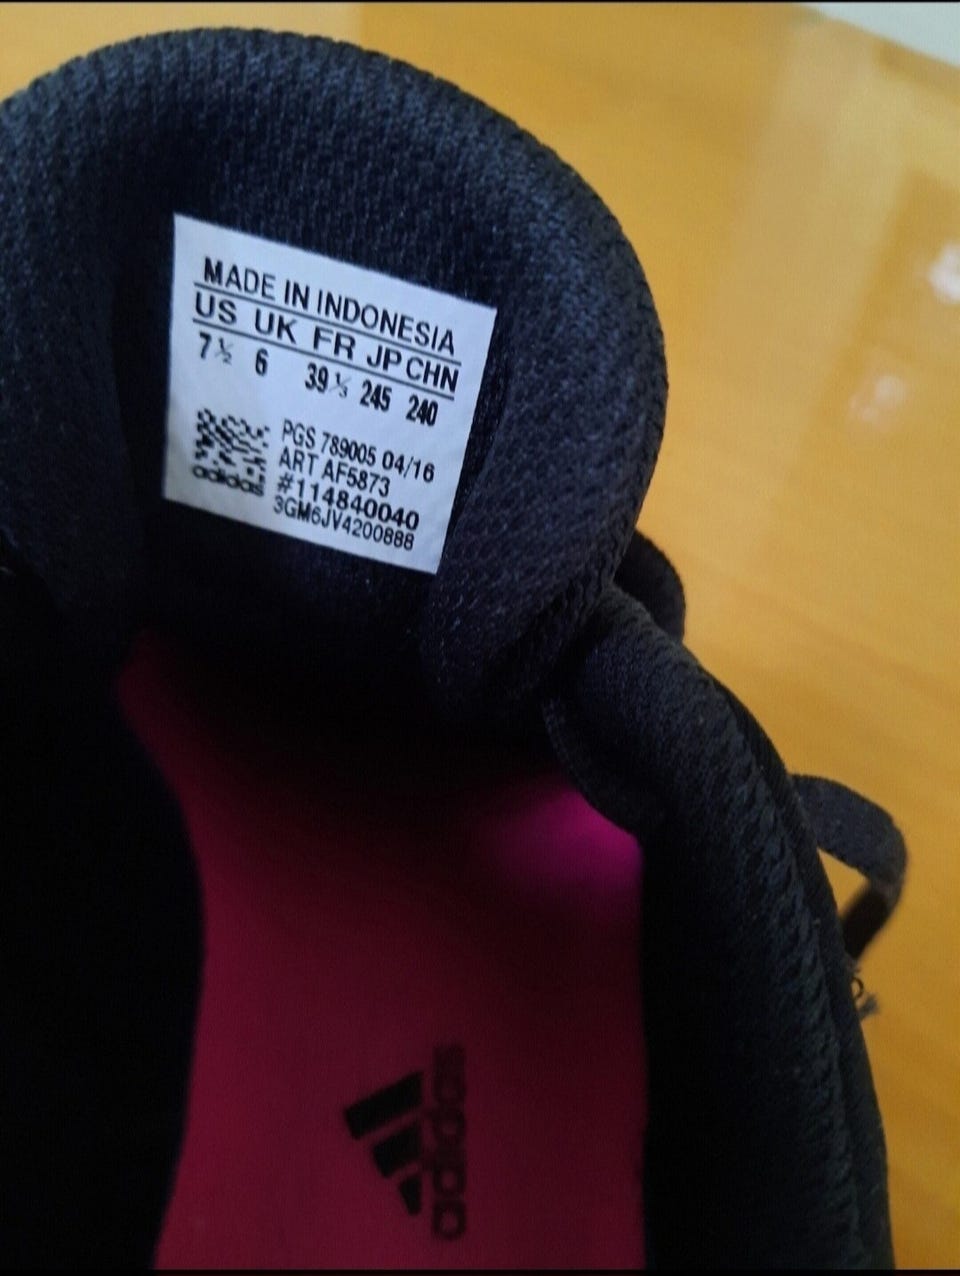 MADE IN INDONESIA
US UK FR JP CHN
7½ 6 39⅓ 245 240
PGS 789005 04/16
ART AF5873
#114840040
3GM6JV4200888
adidas
adidas